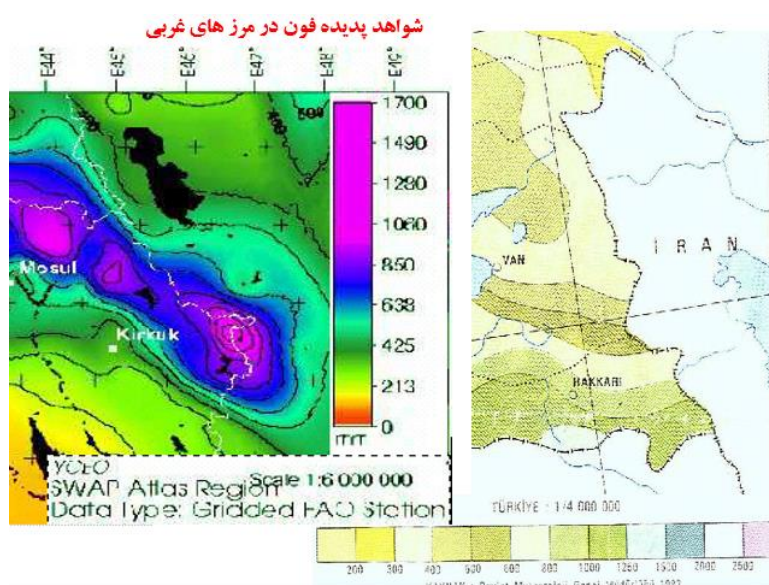 شواهد پدیده فون در مرز های غربی
E44°
E45°
E46°
E47°
E48°
E49°
1700
1490
1280
1060
850
638
425
213
0
mm
Mosul
Kirkuk
YCEO
Scale 1:6 000 000
SWAP Atlas Region
Data Type: Gridded FAO Station
I R A N
VAN
HAKKARI
TÜRKİYE : 1/4 000 000
200 300 400 500 600 800 1000 1200 1500 2000 2500